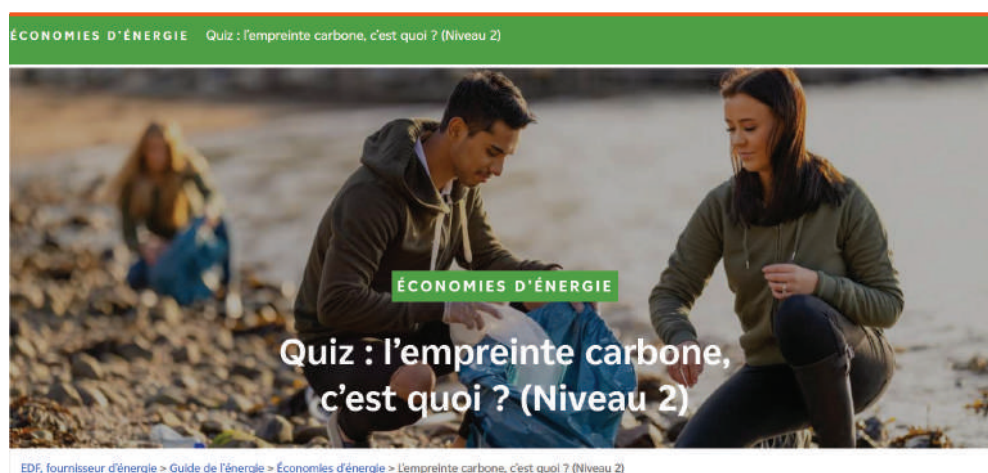 ÉCONOMIES D'ÉNERGIE Quiz : l'empreinte carbone, c'est quoi ? (Niveau 2)
ÉCONOMIES D'ÉNERGIE
Quiz : l'empreinte carbone,
c'est quoi ? (Niveau 2)
EDF, fournisseur d'énergie > Guide de l'énergie > Économies d'énergie > L'empreinte carbone, c'est quoi ? (Niveau 2)